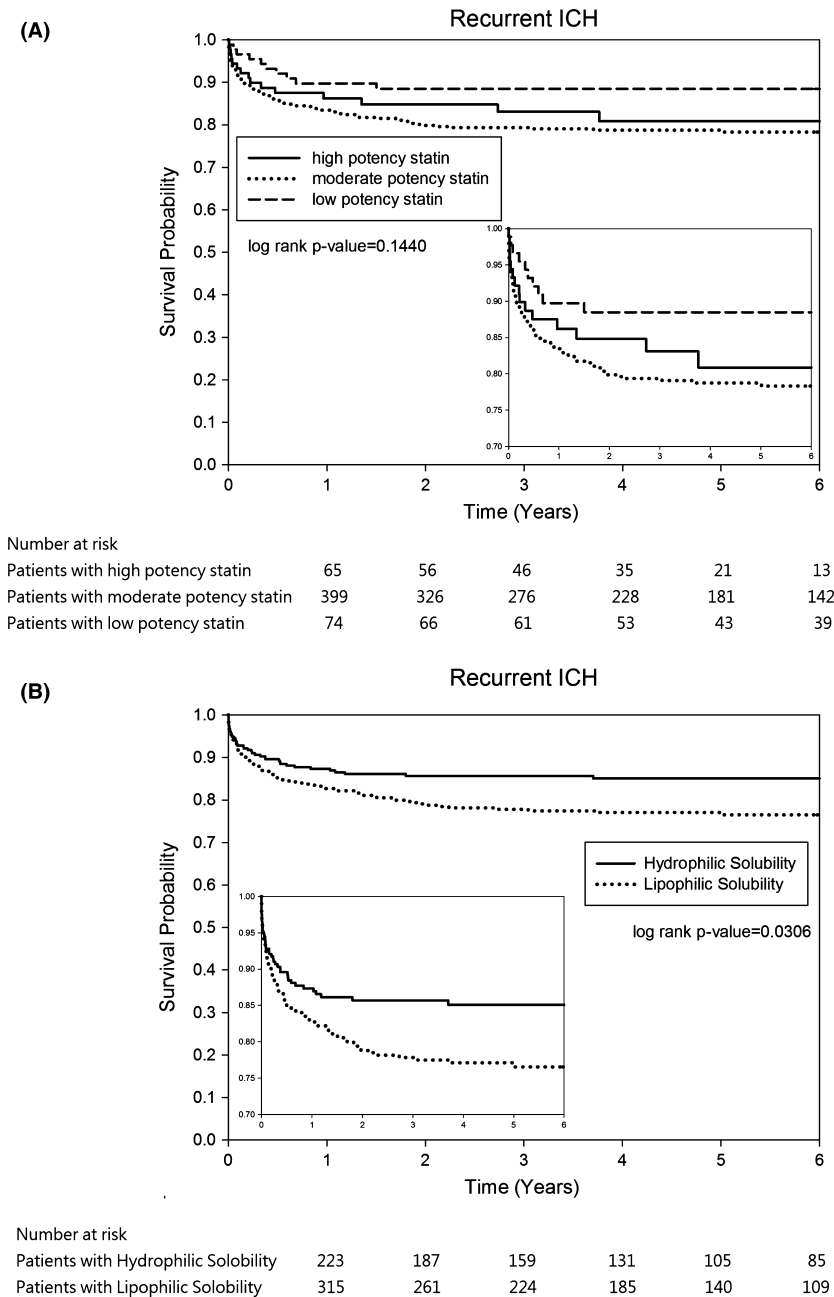 (A)
Recurrent ICH
1.0
0.9
0.8
0.7
0.6
0.5
0.4
0.3
0.2
0.1
0.0
Survival Probability
high potency statin
moderate potency statin
low potency statin
log rank p-value=0.1440
1.00
0.95
0.90
0.85
0.80
0.75
0.70
0 1 2 3 4 5 6
0 1 2 3 4 5 6
Time (Years)
Number at risk
Patients with high potency statin 65 56 46 35 21 13
Patients with moderate potency statin 399 326 276 228 181 142
Patients with low potency statin 74 66 61 53 43 39
(B)
Recurrent ICH
1.0
0.9
0.8
0.7
0.6
0.5
0.4
0.3
0.2
0.1
0.0
Survival Probability
Hydrophilic Solubility
Lipophilic Solubility
log rank p-value=0.0306
1.00
0.95
0.90
0.85
0.80
0.75
0.70
0 1 2 3 4 5 6
0 1 2 3 4 5 6
Time (Years)
Number at risk
Patients with Hydrophilic Solobility 223 187 159 131 105 85
Patients with Lipophilic Solobility 315 261 224 185 140 109